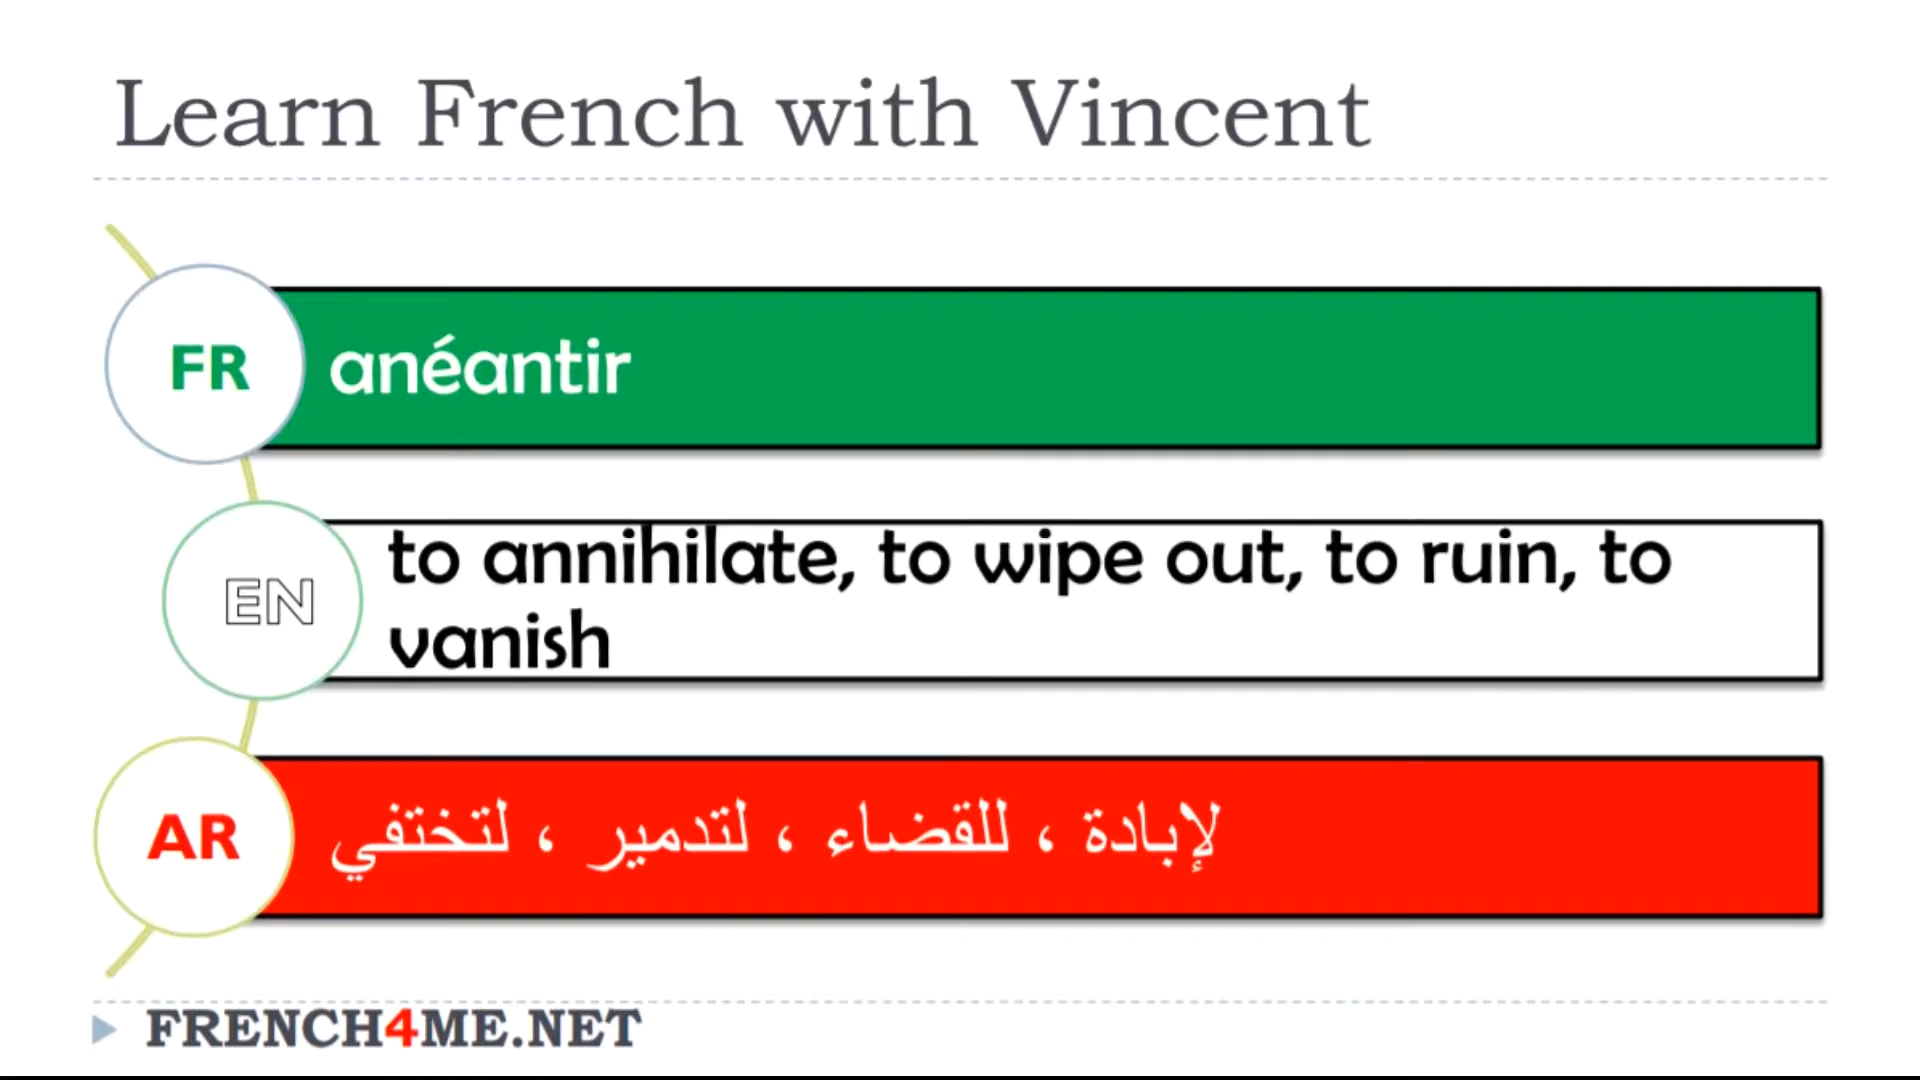 Learn French with Vincent
FR
anéantir
EN
to annihilate, to wipe out, to ruin, to
vanish
AR
لإبادة ، للقضاء ، لتدمير ، لتختفي
FRENCH4ME.NET